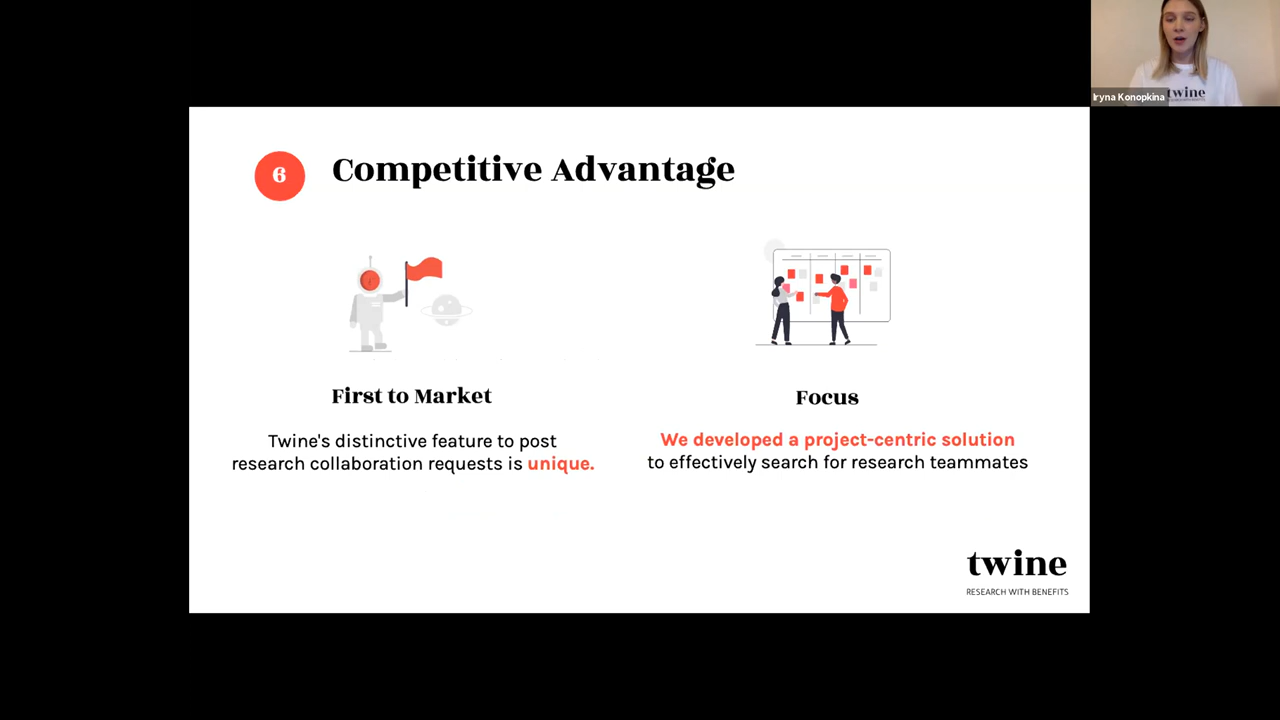 Iryna Konopkina
twine
6
Competitive Advantage
First to Market
Twine's distinctive feature to post
research collaboration requests is unique.
Focus
We developed a project-centric solution
to effectively search for research teammates
twine
RESEARCH WITH BENEFITS